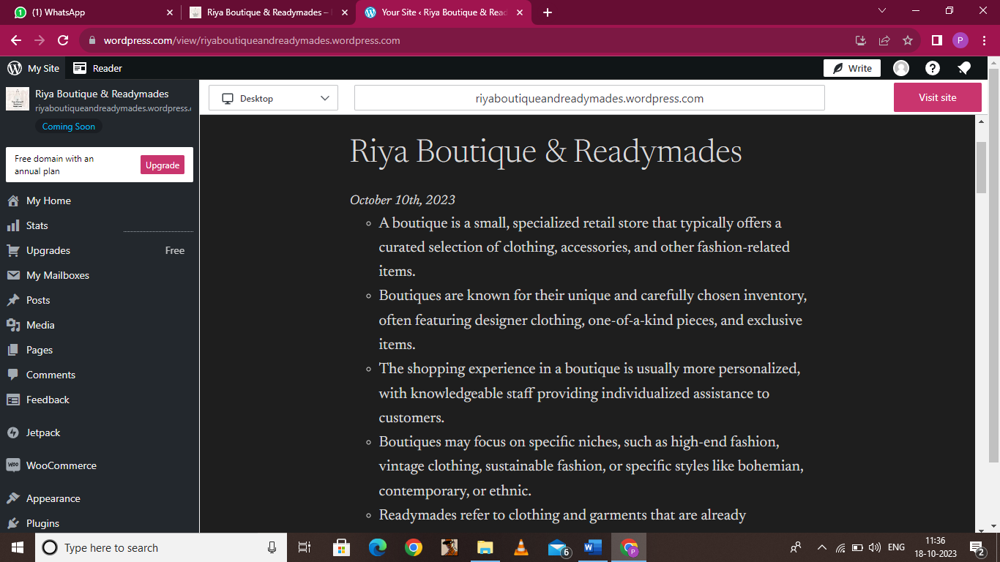 (1) WhatsApp
Riya Boutique & Readymades –
Your Site ‹ Riya Boutique & Read
wordpress.com/view/riyaboutiqueandreadymades.wordpress.com
P
My Site
Reader
Write
Riya Boutique & Readymades
riyaboutiqueandreadymades.wordpress.c
Coming Soon
Desktop
riyaboutiqueandreadymades.wordpress.com
Visit site
Free domain with an
annual plan
Upgrade
My Home
Stats
Upgrades Free
My Mailboxes
Posts
Media
Pages
Comments
Feedback
Jetpack
WOO WooCommerce
Appearance
Plugins
Riya Boutique & Readymades
October 10th, 2023
◦ A boutique is a small, specialized retail store that typically offers a
curated selection of clothing, accessories, and other fashion-related
items.
◦ Boutiques are known for their unique and carefully chosen inventory,
often featuring designer clothing, one-of-a-kind pieces, and exclusive
items.
◦ The shopping experience in a boutique is usually more personalized,
with knowledgeable staff providing individualized assistance to
customers.
◦ Boutiques may focus on specific niches, such as high-end fashion,
vintage clothing, sustainable fashion, or specific styles like bohemian,
contemporary, or ethnic.
◦ Readymades refer to clothing and garments that are already
Type here to search
6
W
P
ENG
11:36
18-10-2023
2